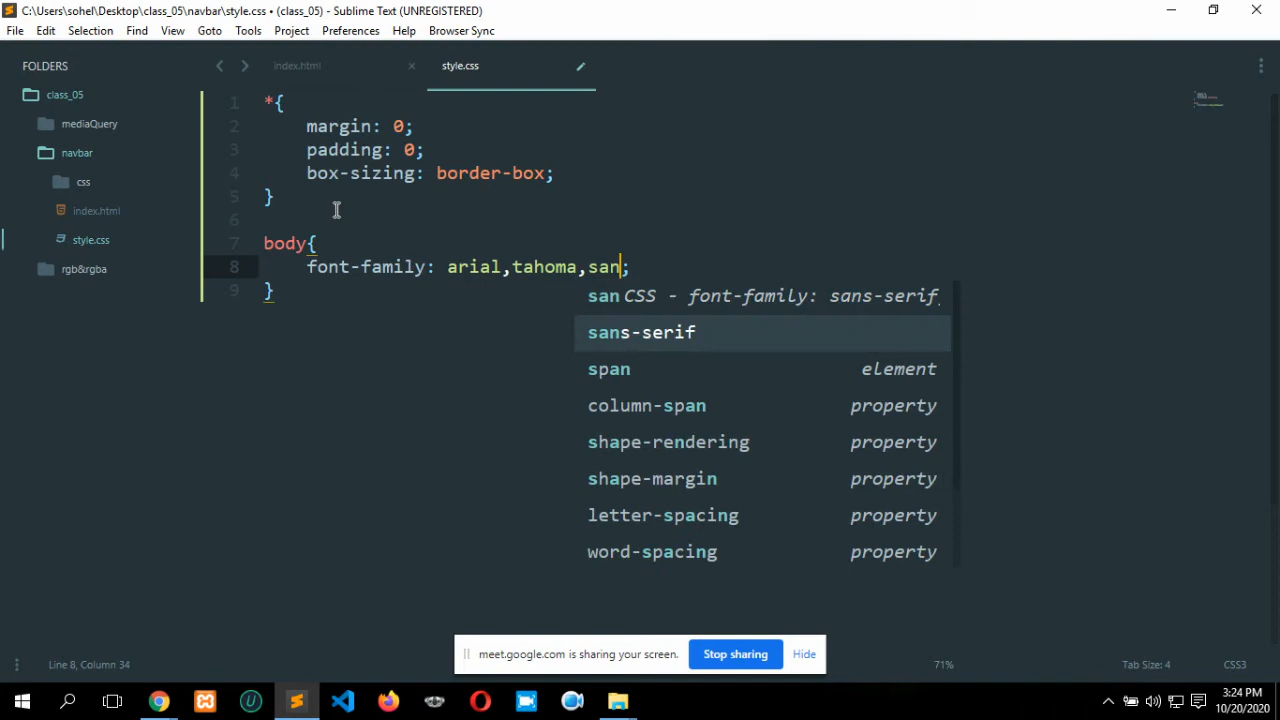 C:\Users\sohel\Desktop\class_05\navbar\style.css • (class_05) - Sublime Text (UNREGISTERED)
File Edit Selection Find View Goto Tools Project Preferences Help Browser Sync
FOLDERS
class_05
mediaQuery
navbar
css
index.html
style.css
rgb&rgba
index.html
style.css
1 *{
2 margin: 0;
3 padding: 0;
4 box-sizing: border-box;
5 }
6
7 body{
8 font-family: arial,tahoma,san;
9 }
san CSS - font-family: sans-serif,
sans-serif
span element
column-span property
shape-rendering property
shape-margin property
letter-spacing property
word-spacing property
meet.google.com is sharing your screen. Stop sharing Hide
Line 8, Column 34
71%
Tab Size: 4
CSS3
3:24 PM
10/20/2020